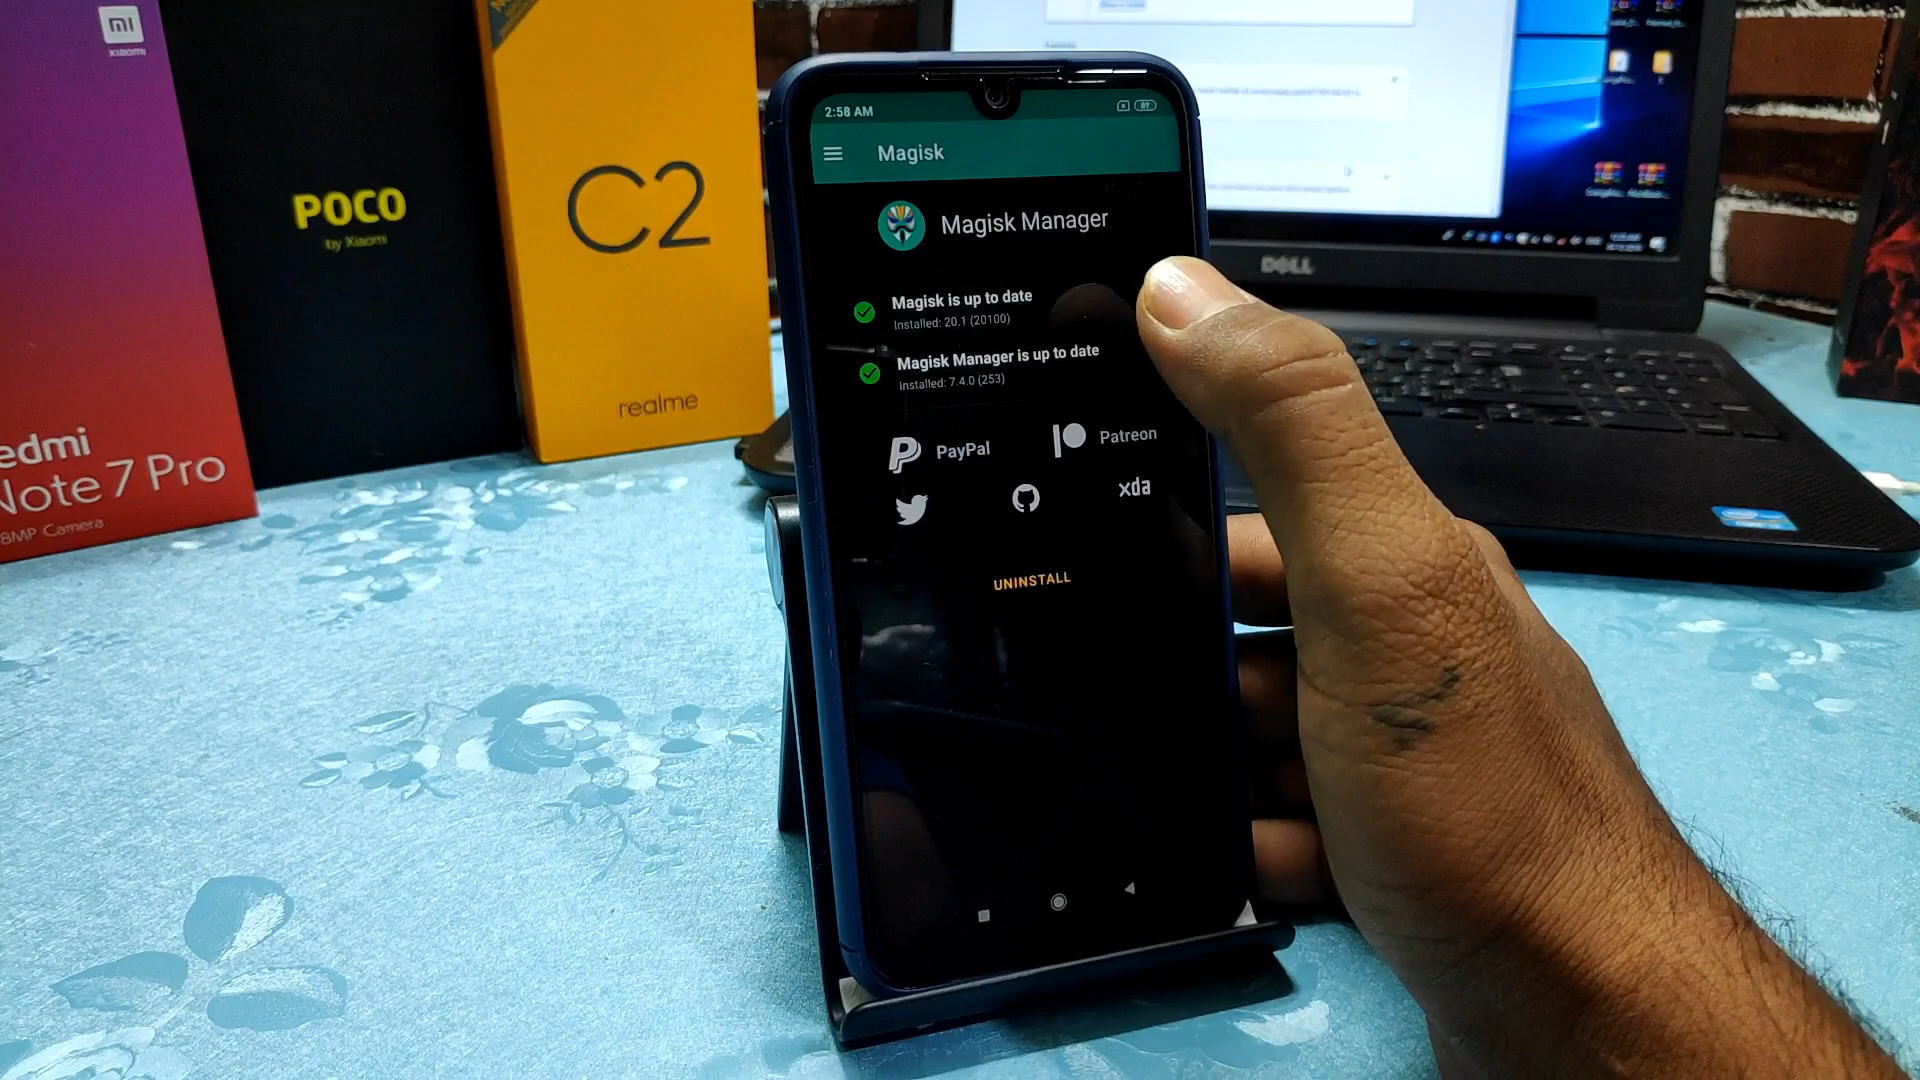 mi
xiaomi
edmi
Note 7 Pro
8MP Camera
POCO
by Xiaomi
C2
realme
2:58 AM
89
Magisk
Magisk Manager
Magisk is up to date
Installed: 20.1 (20100)
Magisk Manager is up to date
Installed: 7.4.0 (253)
PayPal
Patreon
xda
UNINSTALL
DELL